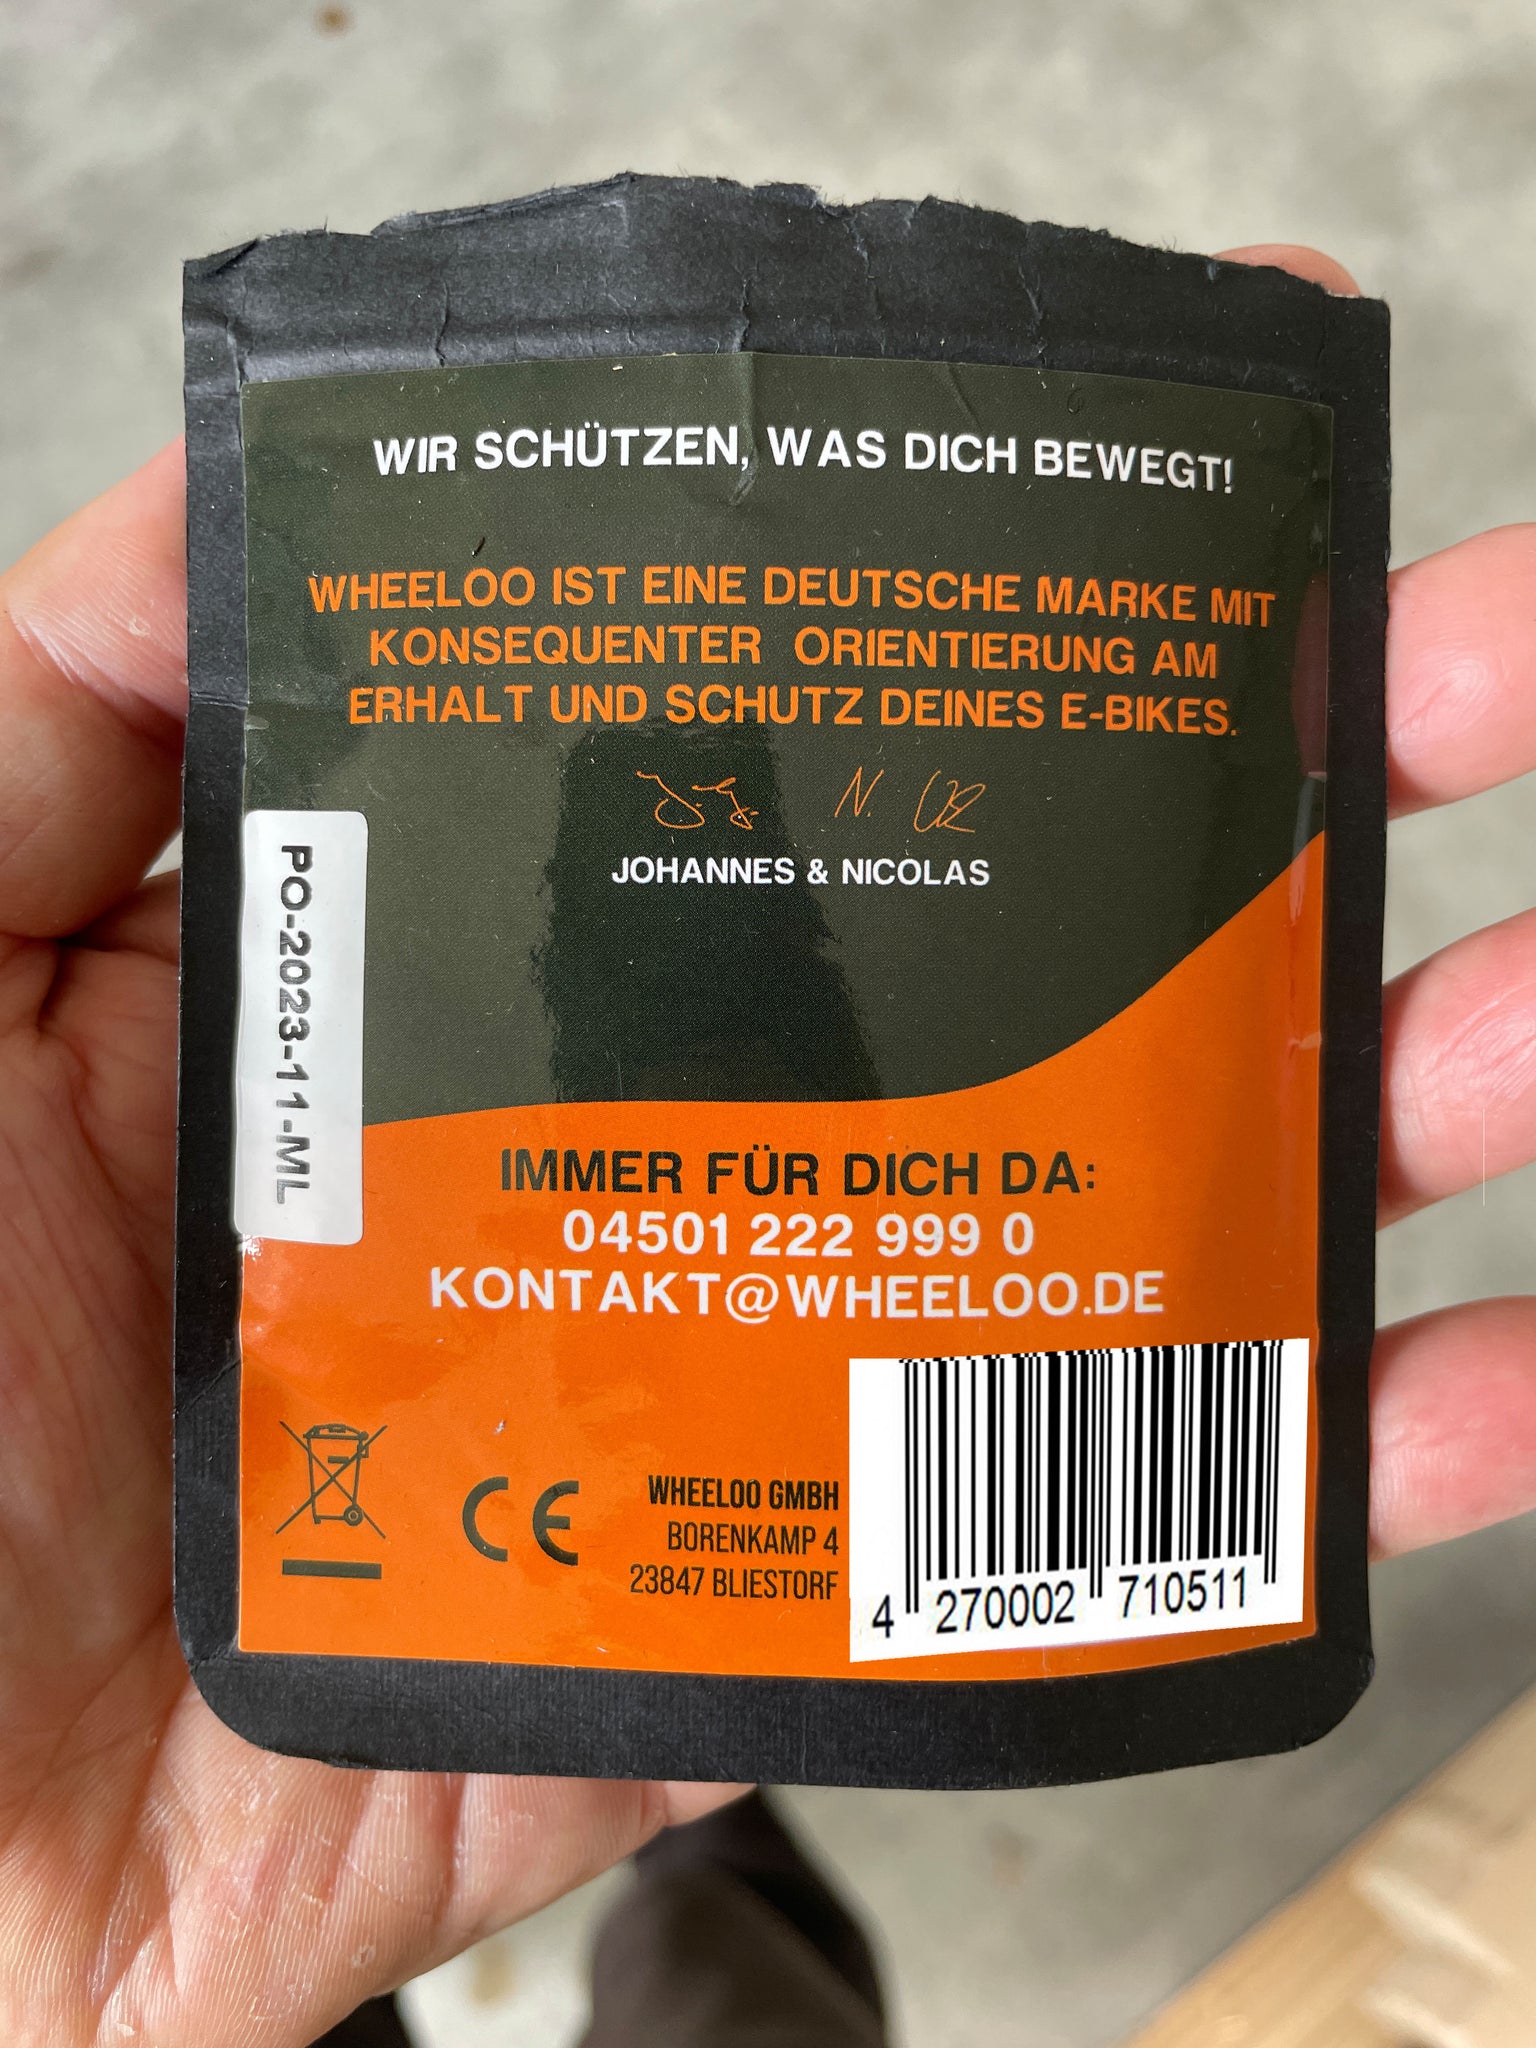 WIR SCHÜTZEN, WAS DICH BEWEGT!
WHEELOO IST EINE DEUTSCHE MARKE MIT
KONSEQUENTER ORIENTIERUNG AM
ERHALT UND SCHUTZ DEINES E-BIKES.
JOHANNES & NICOLAS
PO-2023-11-ML
IMMER FÜR DICH DA:
04501 222 999 0
KONTAKT@WHEELOO.DE
CE
WHEELOO GMBH
BORENKAMP 4
23847 BLIESTORF
4 270002 710511